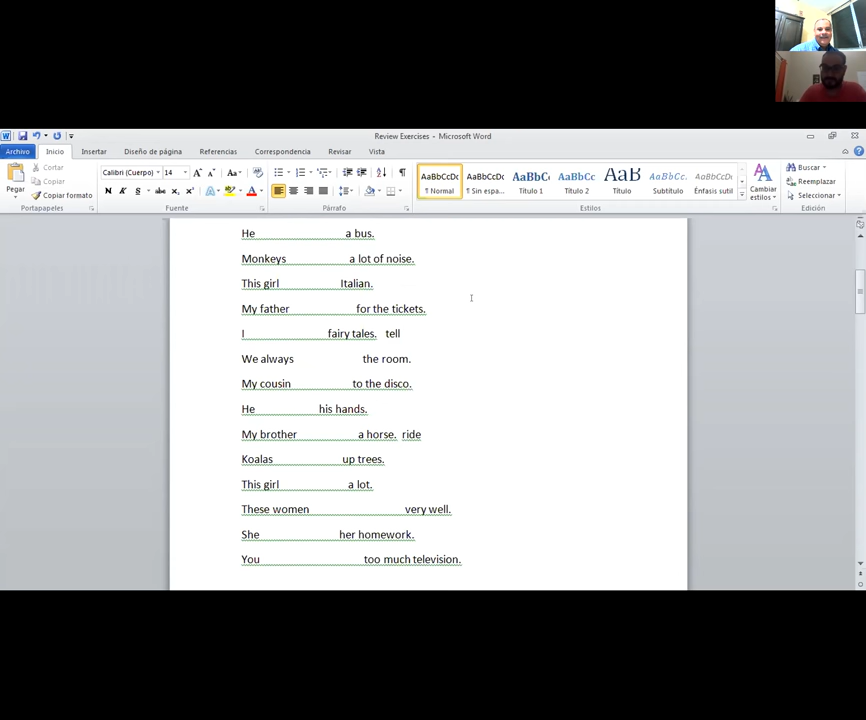 Review Exercises - Microsoft Word
Archivo Inicio Insertar Diseño de página Referencias Correspondencia Revisar Vista
Pegar
Cortar
Copiar
Copiar formato
Portapapeles
Calibri (Cuerpo) 14
Fuente
Párrafo
AaBbCcDc AaBbCcDc AaBbC AaBbCc AaB AaBbCc. AaBbCcDc
¶ Normal ¶ Sin espa... Título 1 Título 2 Título Subtítulo Énfasis sutil
Estilos
Cambiar estilos
Buscar
Reemplazar
Seleccionar
Edición
He a bus.
Monkeys a lot of noise.
This girl Italian.
My father for the tickets.
I fairy tales. tell
We always the room.
My cousin to the disco.
He his hands.
My brother a horse. ride
Koalas up trees.
This girl a lot.
These women very well.
She her homework.
You too much television.